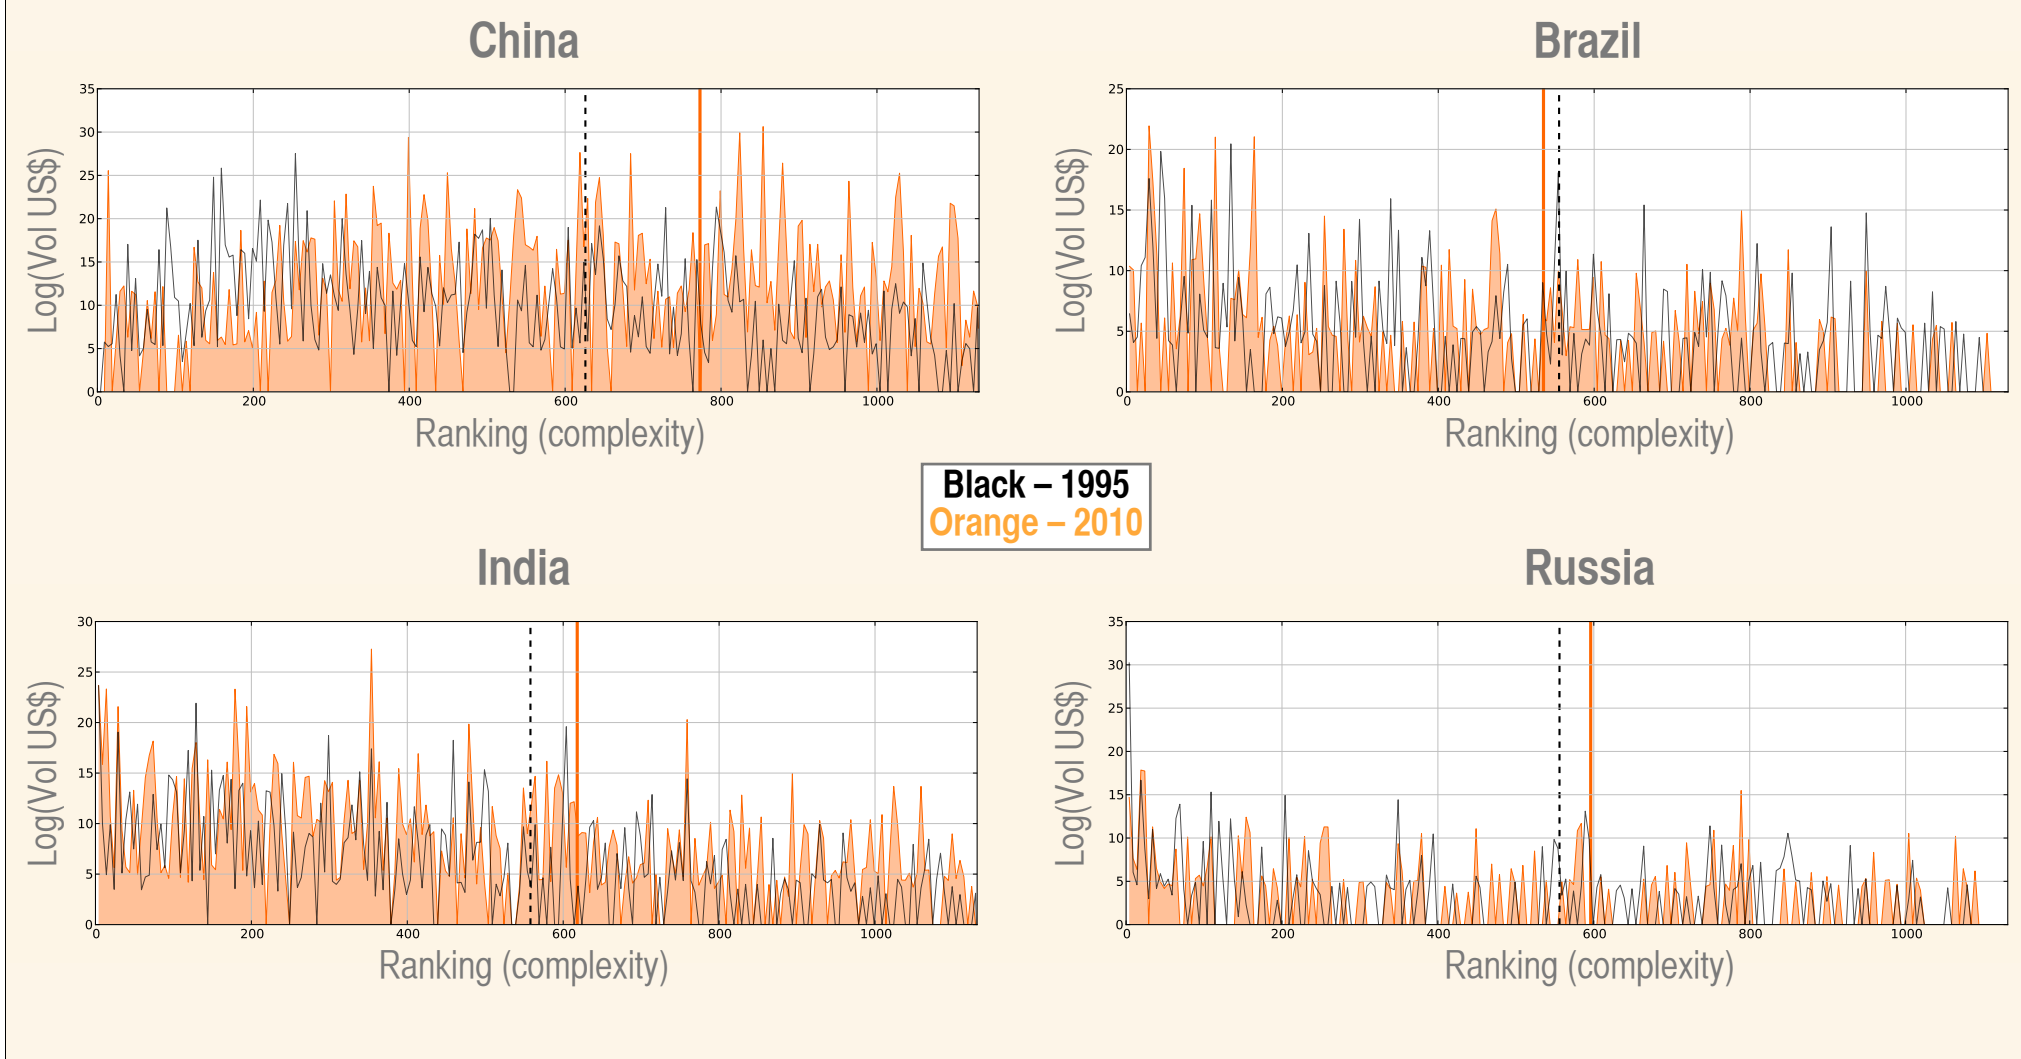 China
Brazil
35
30
25
20
15
10
5
0
Log(Vol US$)
0 200 400 600 800 1000
Ranking (complexity)
25
20
15
10
5
0
Log(Vol US$)
0 200 400 600 800 1000
Ranking (complexity)
Black – 1995
Orange – 2010
India
Russia
30
25
20
15
10
5
0
Log(Vol US$)
0 200 400 600 800 1000
Ranking (complexity)
35
30
25
20
15
10
5
0
Log(Vol US$)
0 200 400 600 800 1000
Ranking (complexity)